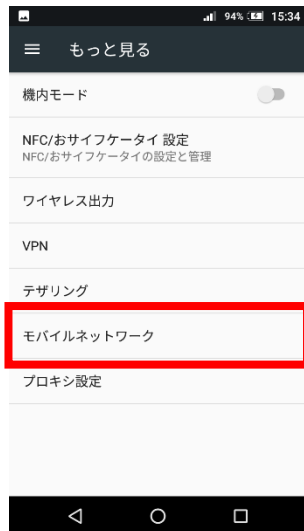 94% 15:34
もっと見る
機内モード
NFC/おサイフケータイ 設定
NFC/おサイフケータイの設定と管理
ワイヤレス出力
VPN
テザリング
モバイルネットワーク
プロキシ設定